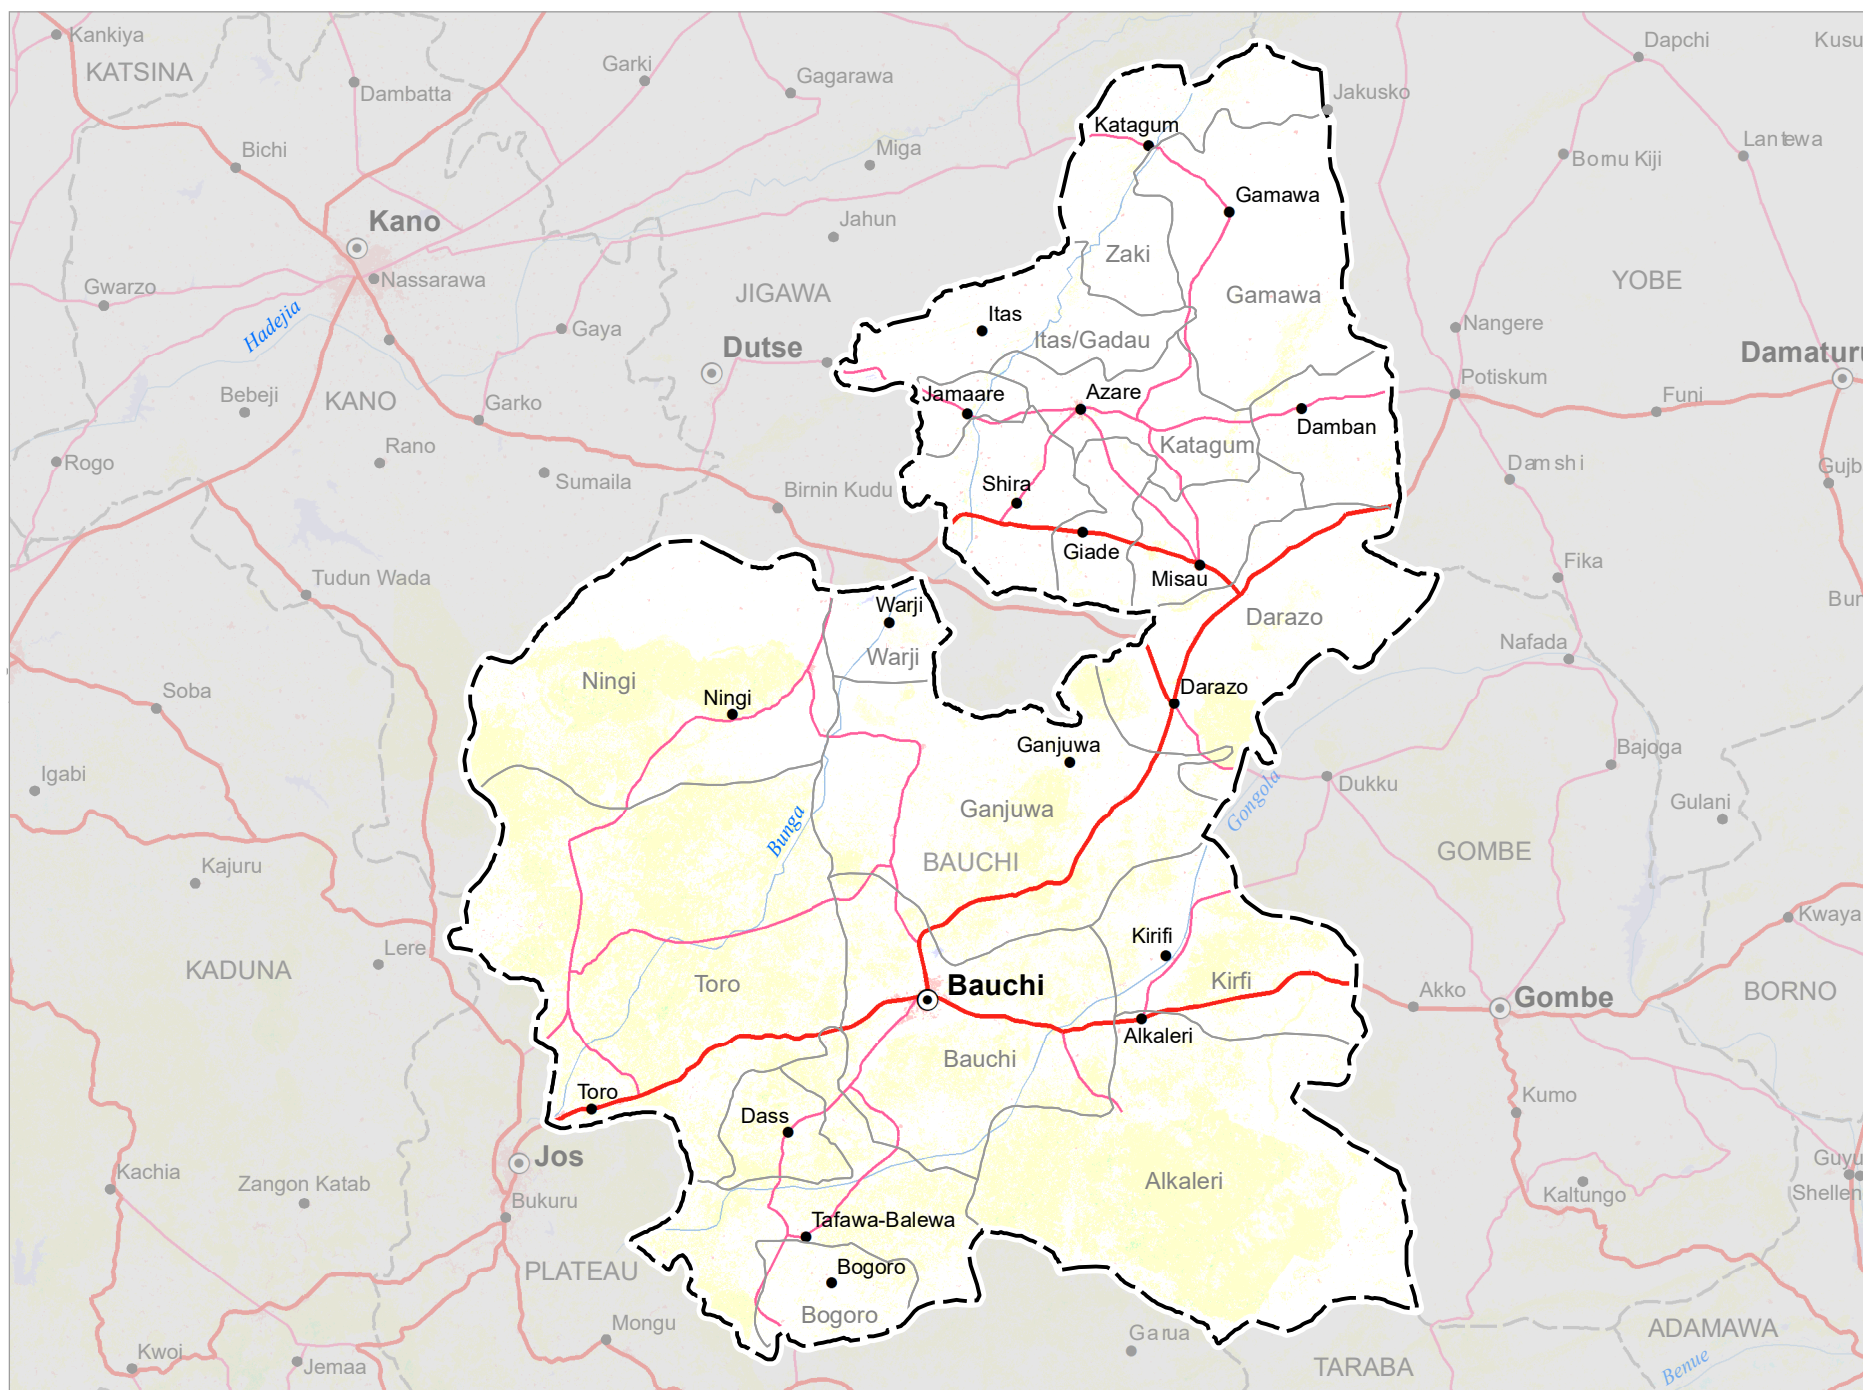 Kankiya
Dapchi
Kusu
KATSINA
Garki
Gagarawa
Dambatta
Jakusko
Katagum
Lantewa
Bichi
Miga
Bornu Kiji
Gamawa
Kano
Jahun
Zaki
Nassarawa
YOBE
Gwarzo
JIGAWA
Gamawa
Hadejia
Itas
Gaya
Nangere
Itas/Gadau
Dutse
Damaturu
Potiskum
Bebeji
KANO
Garko
Jamaare
Azare
Funi
Damban
Rano
Katagum
Rogo
Damshi
Gujb
Sumaila
Birnin Kudu
Shira
Giade
Fika
Tudun Wada
Misau
Warji
Bur
Darazo
Nafada
Warji
Ningi
Soba
Ningi
Darazo
Ganjuwa
Bajoga
Igabi
Dukku
Gongola
Ganjuwa
Gulani
Bunga
BAUCHI
GOMBE
Kajuru
Kwaya
Kirifi
Lere
KADUNA
Toro
Kirfi
Bauchi
Akko
Gombe
BORNO
Alkaleri
Bauchi
Toro
Kumo
Dass
Jos
Kachia
Zangon Katab
Alkaleri
Guyu
Bukuru
Kaltungo
Shellen
Tafawa-Balewa
PLATEAU
Bogoro
Bogoro
Mongu
Garua
ADAMAWA
Kwoi
Jemaa
TARABA
Benue